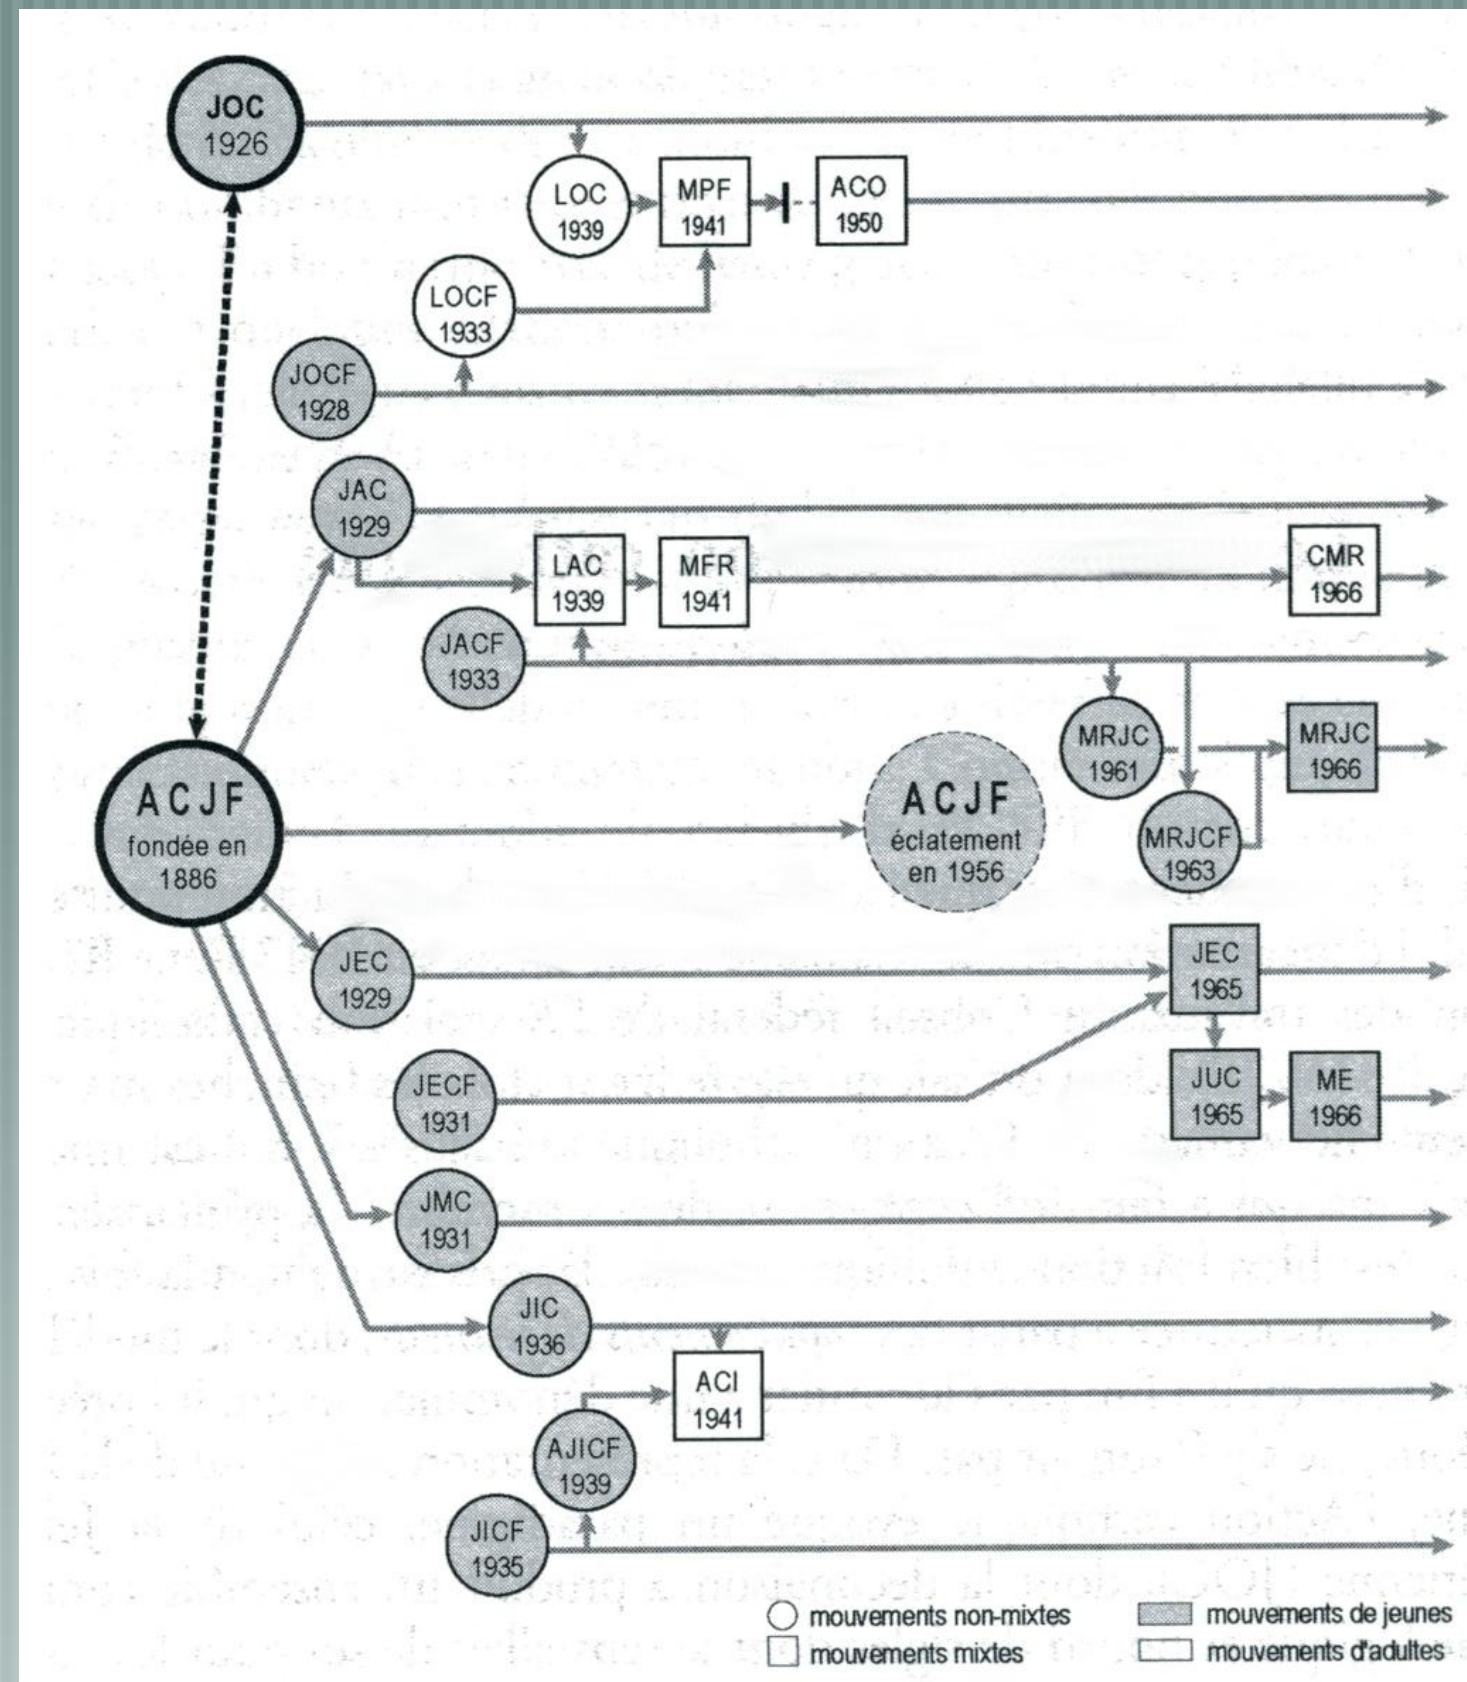 JOC
1926
LOC
1939
MPF
1941
ACO
1950
LOCF
1933
JOCF
1928
JAC
1929
LAC
1939
MFR
1941
CMR
1966
JACF
1933
MRJC
1961
MRJC
1966
MRJCF
1963
ACJF
fondée en
1886
ACJF
éclatement
en 1956
JEC
1929
JEC
1965
JECF
1931
JUC
1965
ME
1966
JMC
1931
JIC
1936
ACI
1941
AJICF
1939
JICF
1935
mouvements non-mixtes
mouvements de jeunes
mouvements mixtes
mouvements d'adultes